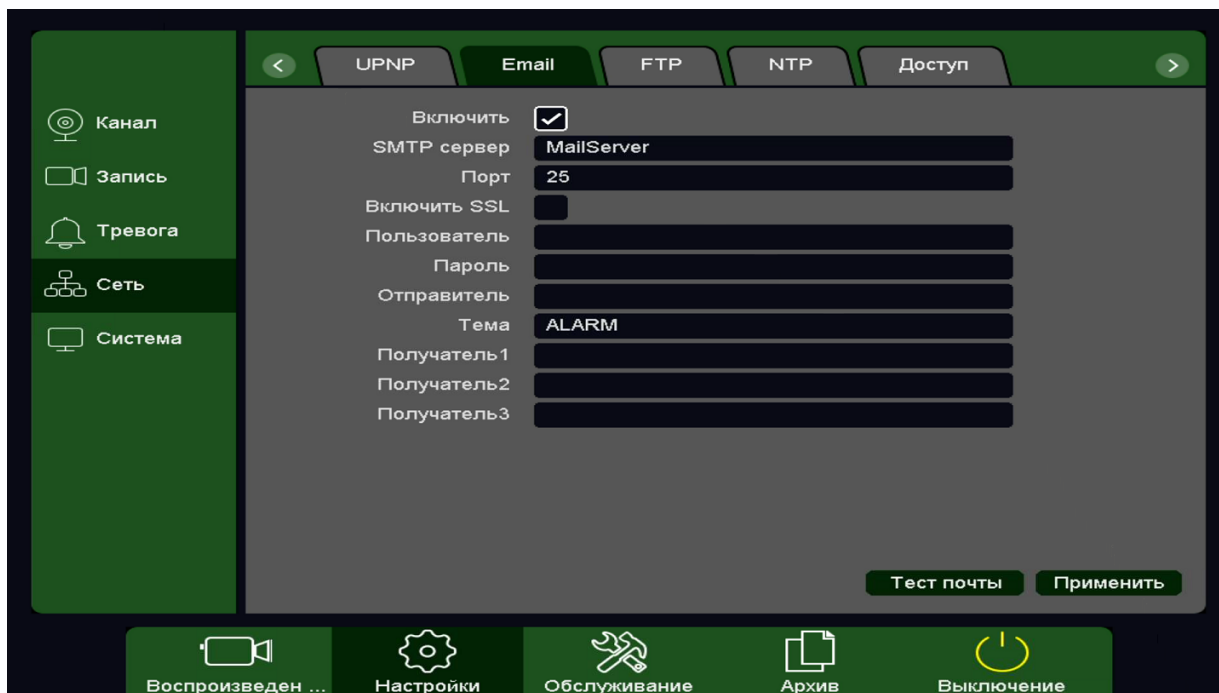 UPNP Email FTP NTP Доступ
Канал
Запись
Тревога
Сеть
Система
Включить
SMTP сервер MailServer
Порт 25
Включить SSL
Пользователь
Пароль
Отправитель
Тема ALARM
Получатель1
Получатель2
Получатель3
Тест почты Применить
Воспроизведен ... Настройки Обслуживание Архив Выключение